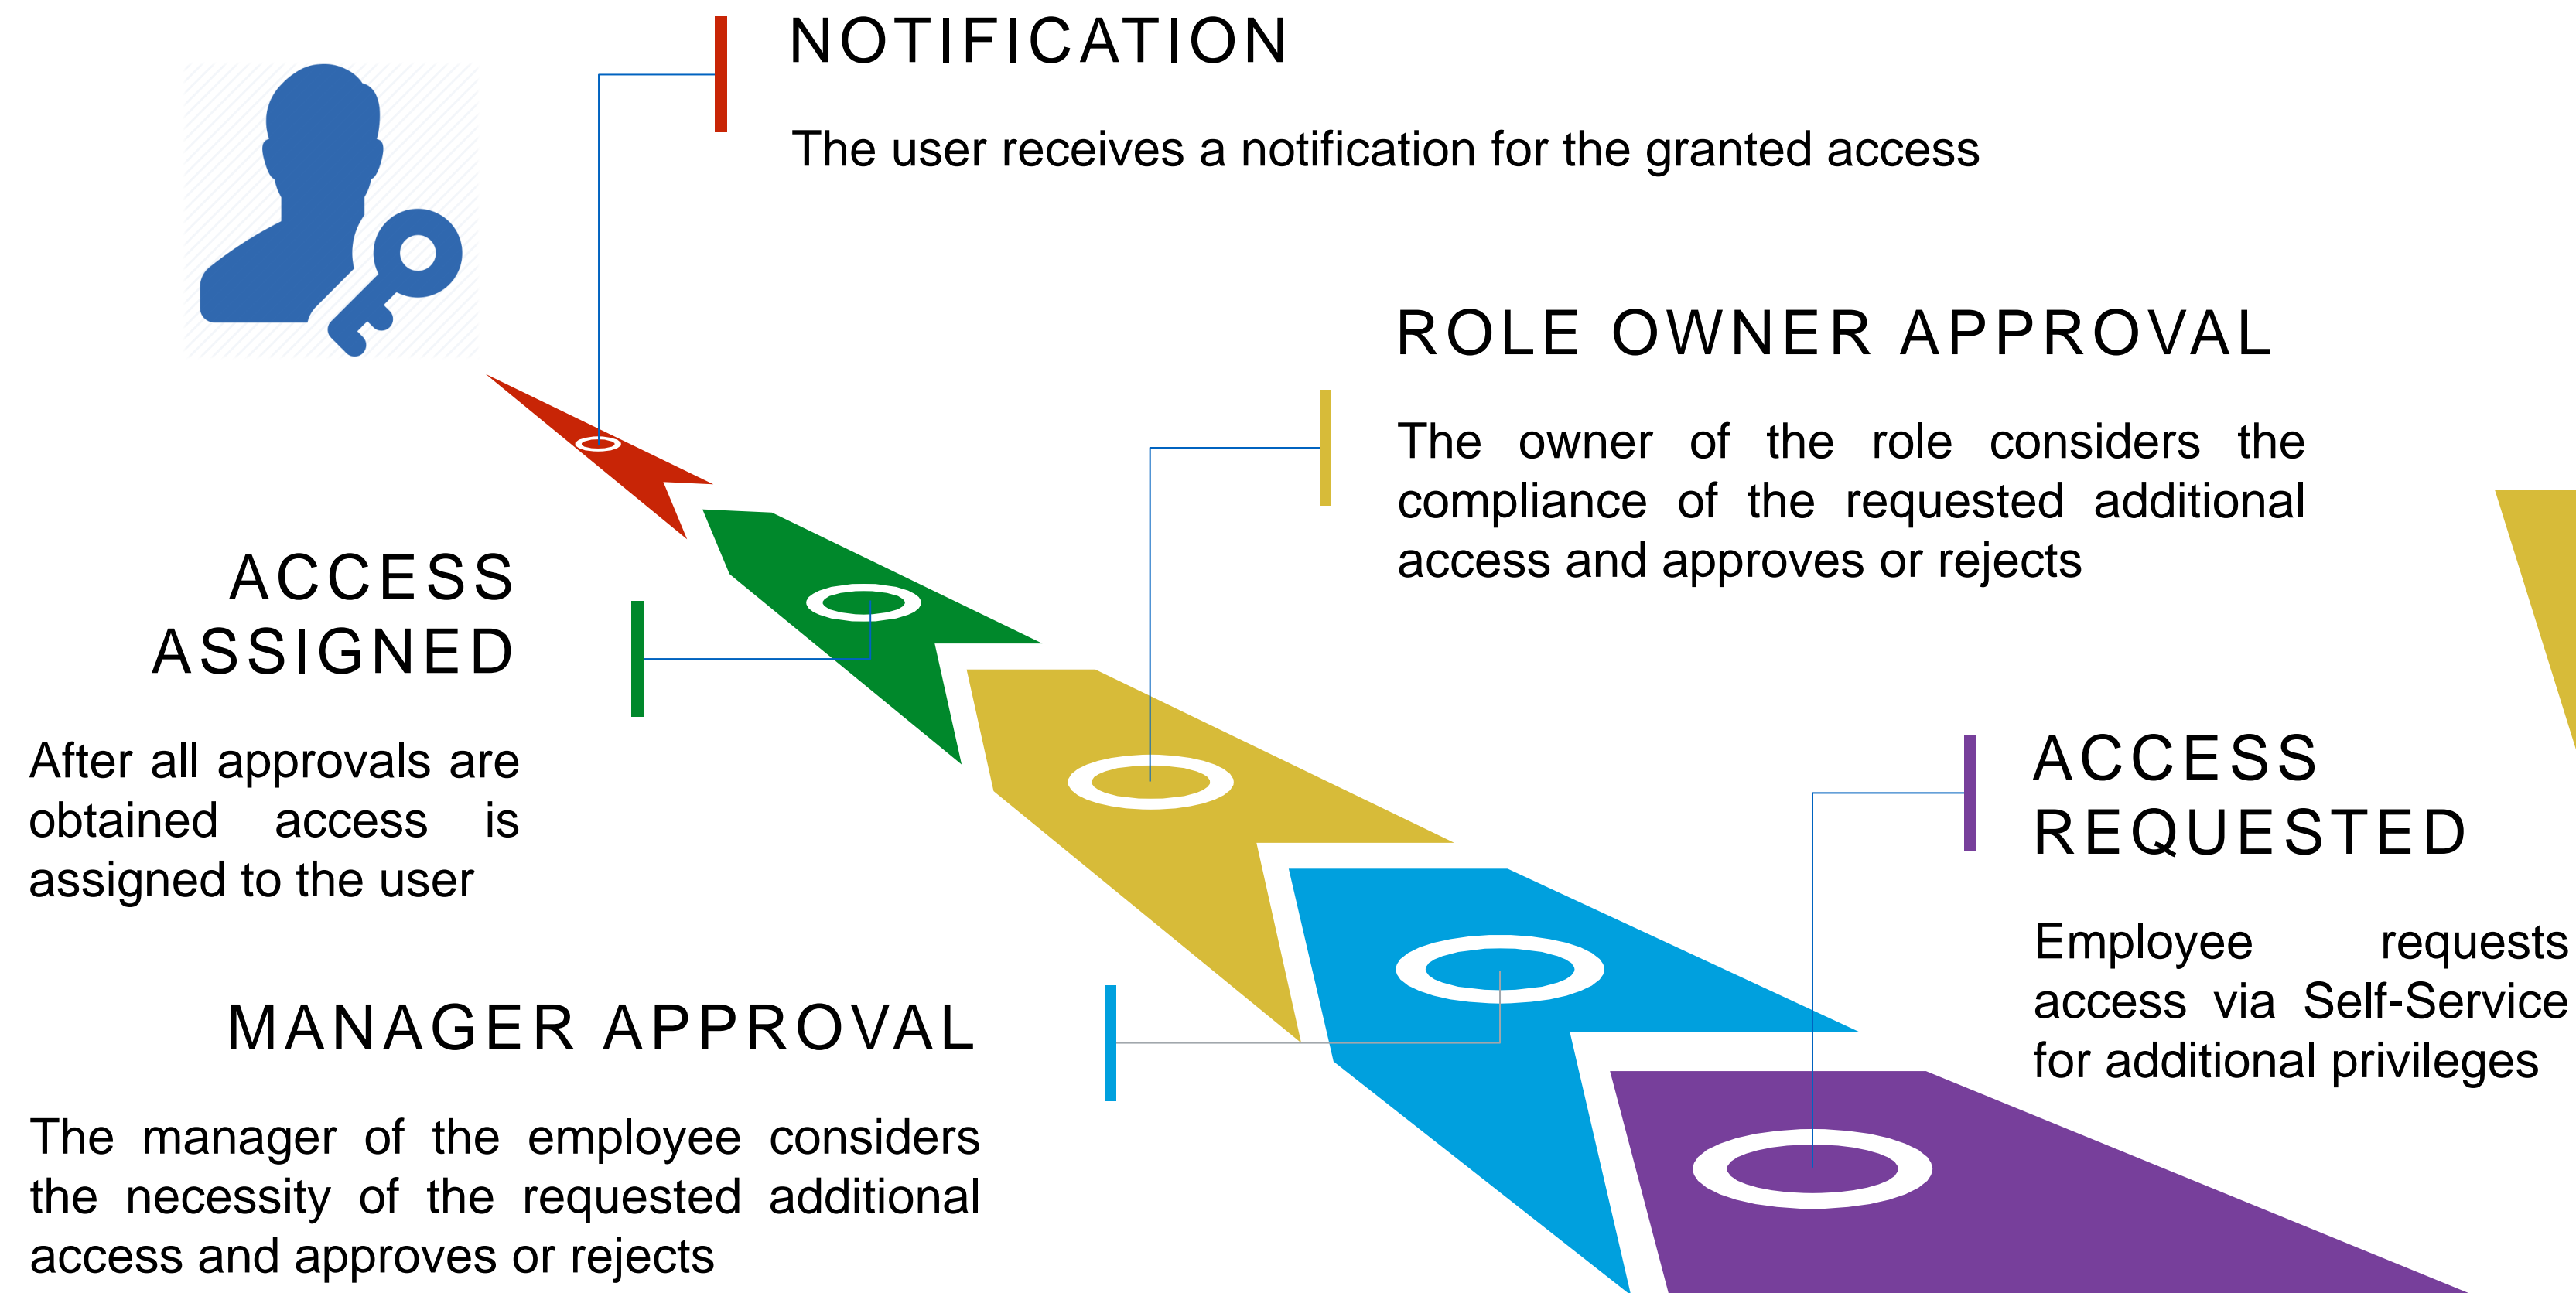 NOTIFICATION
The user receives a notification for the granted access
ROLE OWNER APPROVAL
The owner of the role considers the
compliance of the requested additional
access and approves or rejects
ACCESS
ASSIGNED
After all approvals are
obtained access is
assigned to the user
ACCESS
REQUESTED
Employee requests
access via Self-Service
for additional privileges
MANAGER APPROVAL
The manager of the employee considers
the necessity of the requested additional
access and approves or rejects